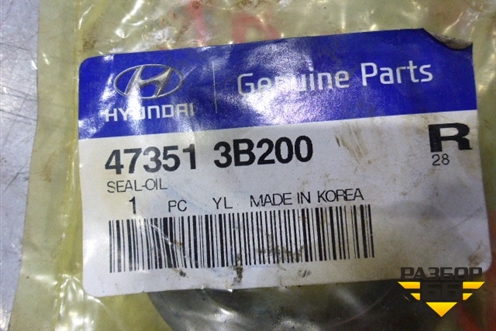 HYUNDAI
Genuine Parts
47351 3B200
R
28
SEAL-OIL
1 PC YL MADE IN KOREA
РАЗБОР